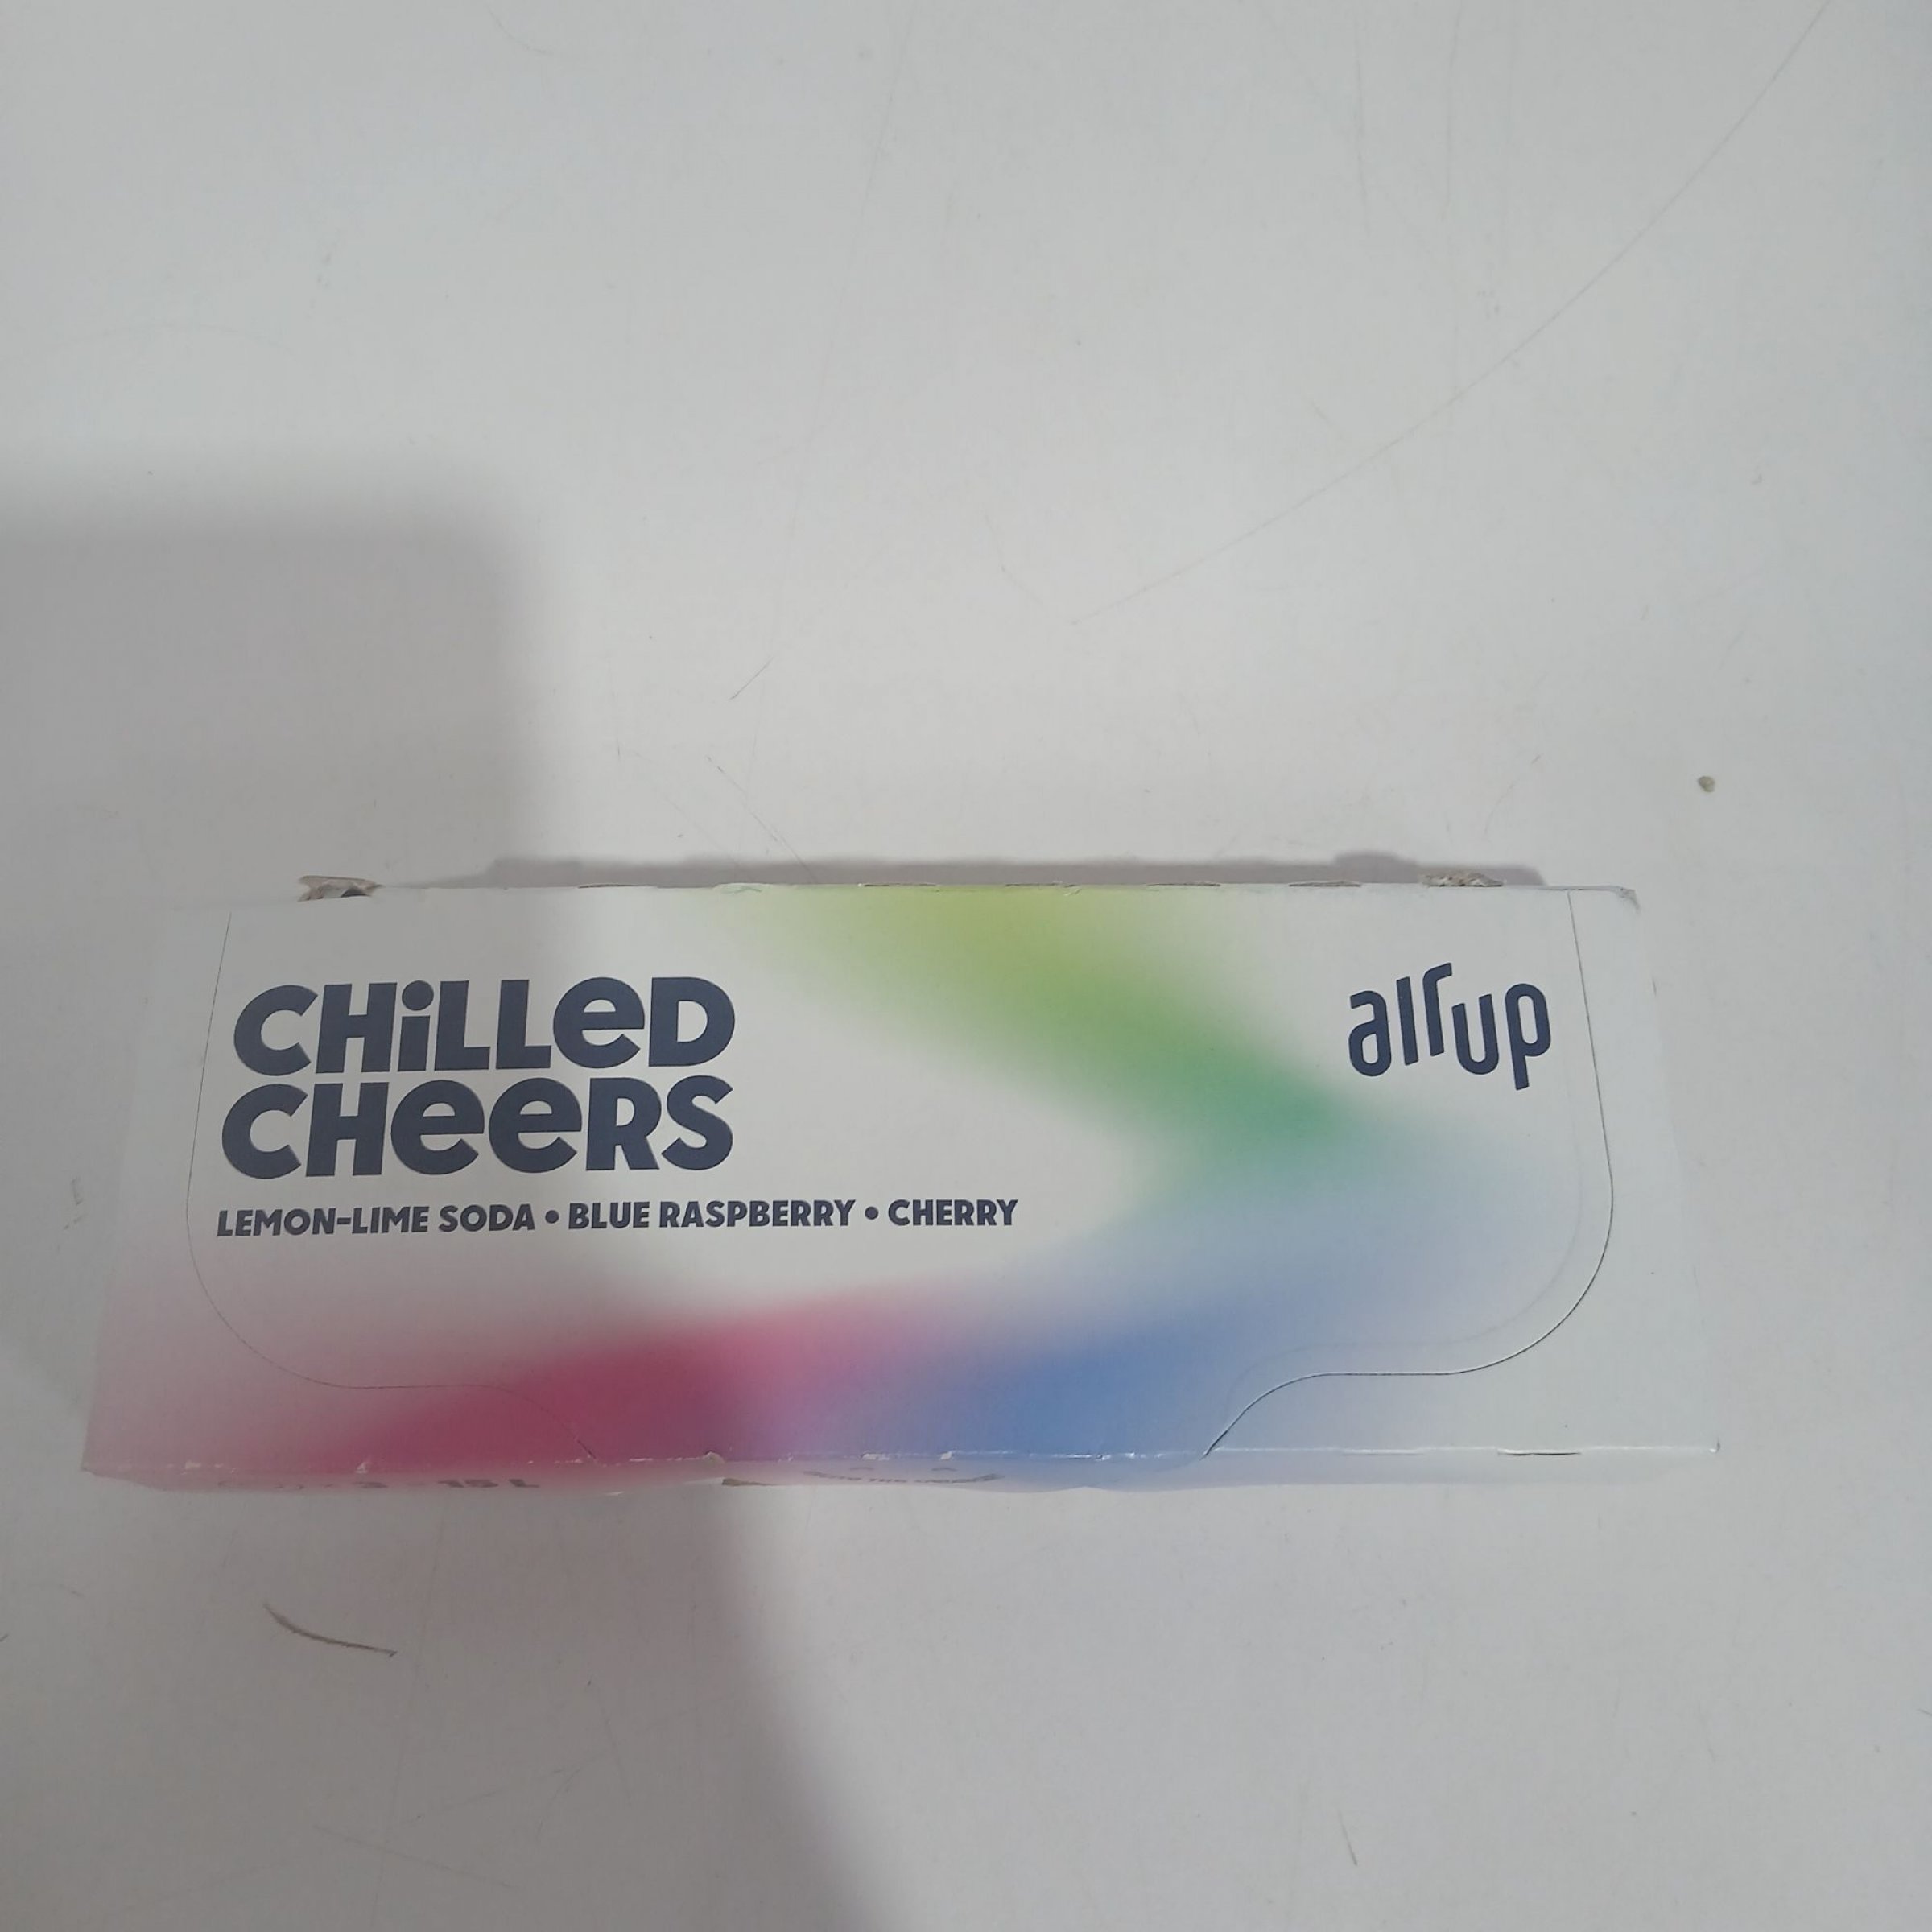 CHiLLeD
CHeeRS
LEMON-LIME SODA • BLUE RASPBERRY • CHERRY
airup